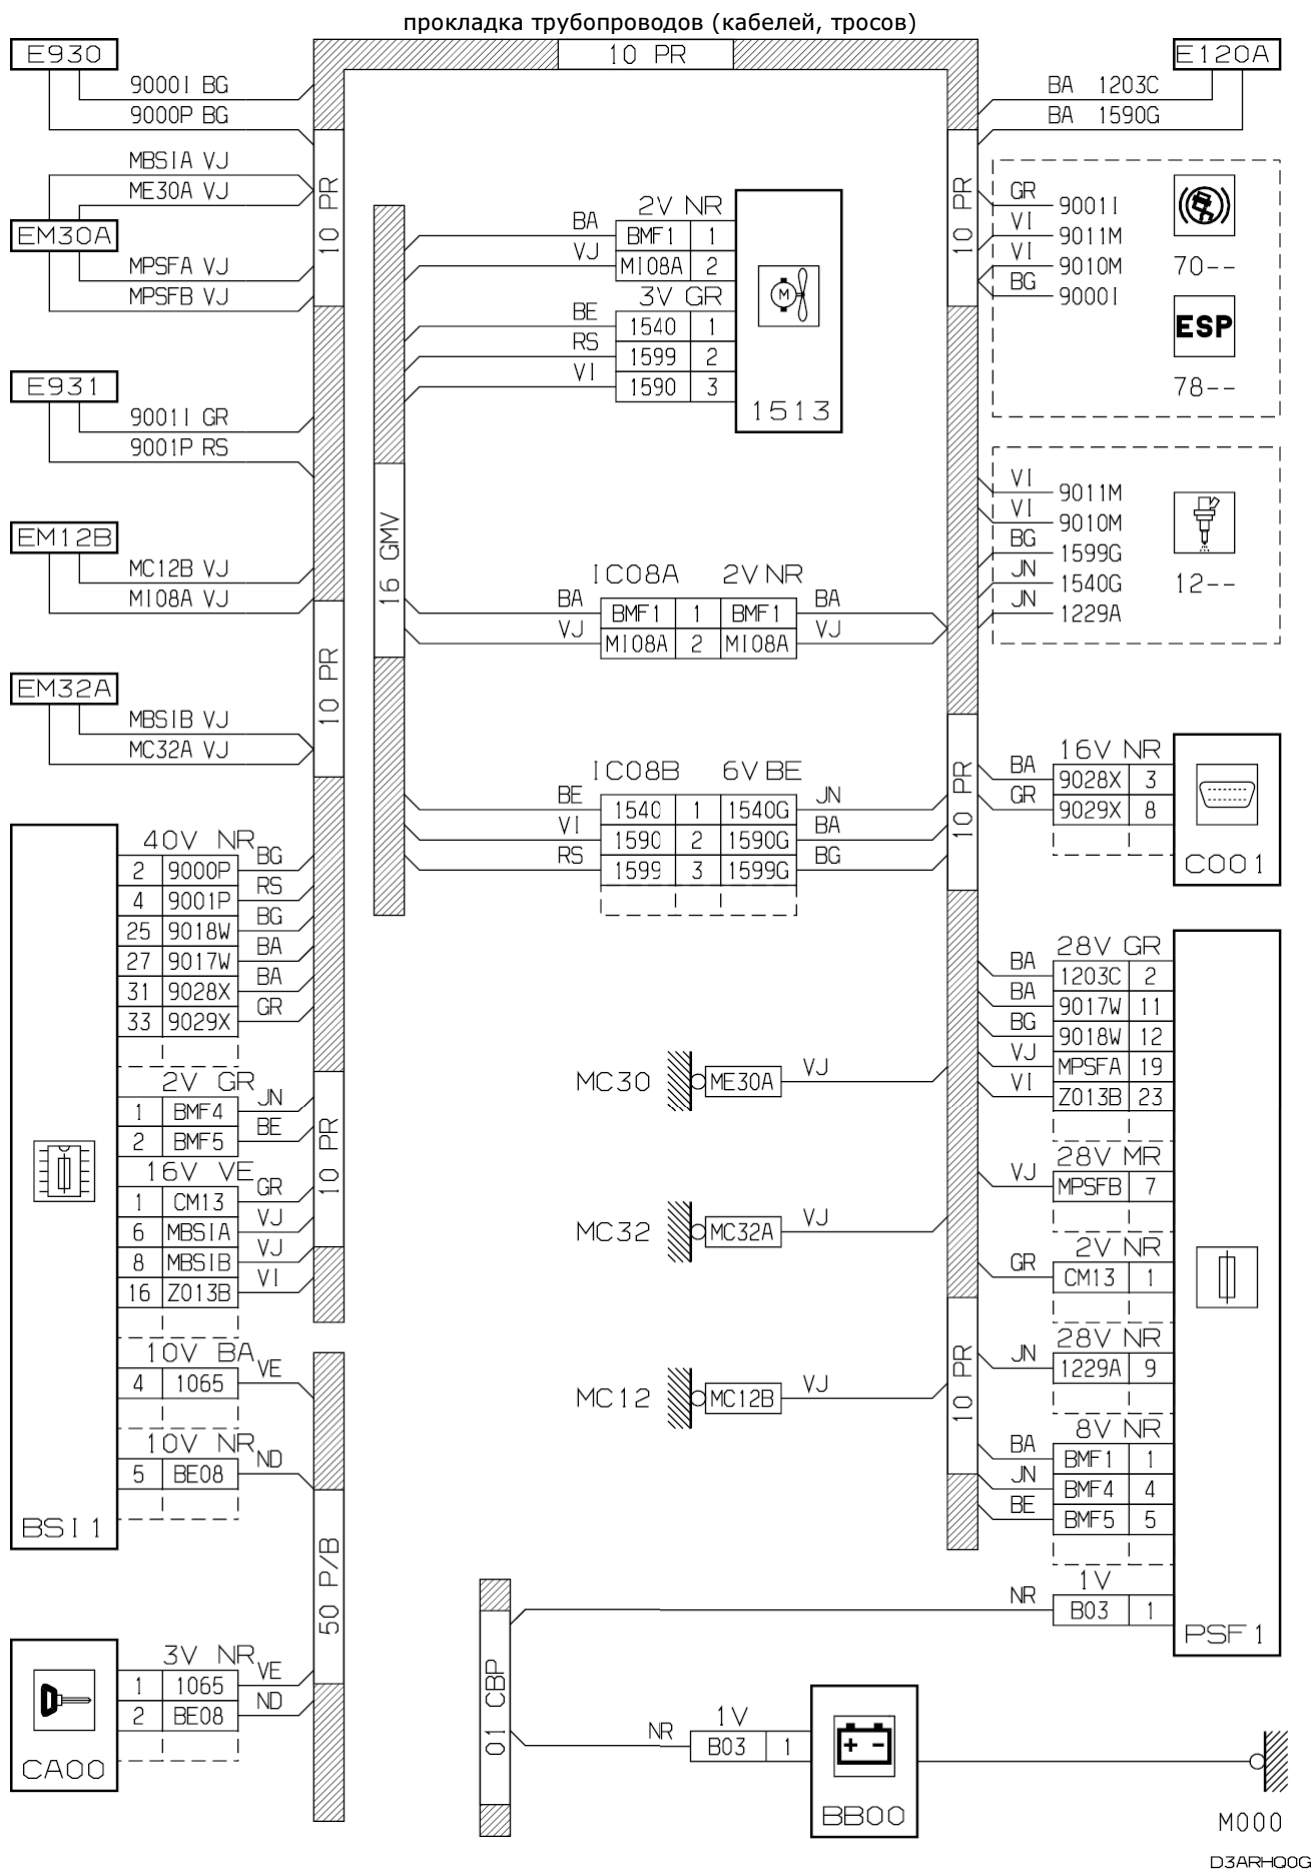 прокладка трубопроводов (кабелей, тросов)
10 PR
E930
9000I BG
9000P BG
MBSIA VJ
ME30A VJ
EM30A
MPSFA VJ
MPSFB VJ
10 PR
E931
9001I GR
9001P RS
EM12B
MC12B VJ
MI08A VJ
10 PR
EM32A
MBSIB VJ
MC32A VJ
40V NR
2 9000P BG
4 9001P RS
25 9018W BG
27 9017W BA
31 9028X BA
33 9029X GR
2V GR
1 BMF4 JN
2 BMF5 BE
10 PR
16V VE
1 CM13 GR
6 MBSIA VJ
8 MBSIB VJ
16 Z013B VI
10V BA
4 1065 VE
10V NR
5 BE08 ND
BSI1
50 P/B
3V NR
1 1065 VE
2 BE08 ND
CA00
16 GMV
2V NR
BA BMF1 1
VJ MI08A 2
3V GR
BE 1540 1
RS 1599 2
VI 1590 3
M
1513
IC08A 2V NR
BA BMF1 1 BMF1 BA
VJ MI08A 2 MI08A VJ
IC08B 6V BE
BE 1540 1 1540G JN
VI 1590 2 1590G BA
RS 1599 3 1599G BG
MC30 ME30A VJ
MC32 MC32A VJ
MC12 MC12B VJ
E120A
BA 1203C
BA 1590G
10 PR
GR 9001I
VI 9011M
VI 9010M
BG 9000I
70--
ESP
78--
VI 9011M
VI 9010M
BG 1599G
JN 1540G
JN 1229A
12--
10 PR
16V NR
BA 9028X 3
GR 9029X 8
C001
28V GR
BA 1203C 2
BA 9017W 11
BG 9018W 12
VJ MPSFA 19
VI Z013B 23
28V MR
VJ MPSFB 7
2V NR
GR CM13 1
28V NR
JN 1229A 9
10 PR
8V NR
BA BMF1 1
JN BMF4 4
BE BMF5 5
1V
NR B03 1
PSF1
01 CBP
1V
NR B03 1
+ -
BB00
M000
D3ARHQ0G